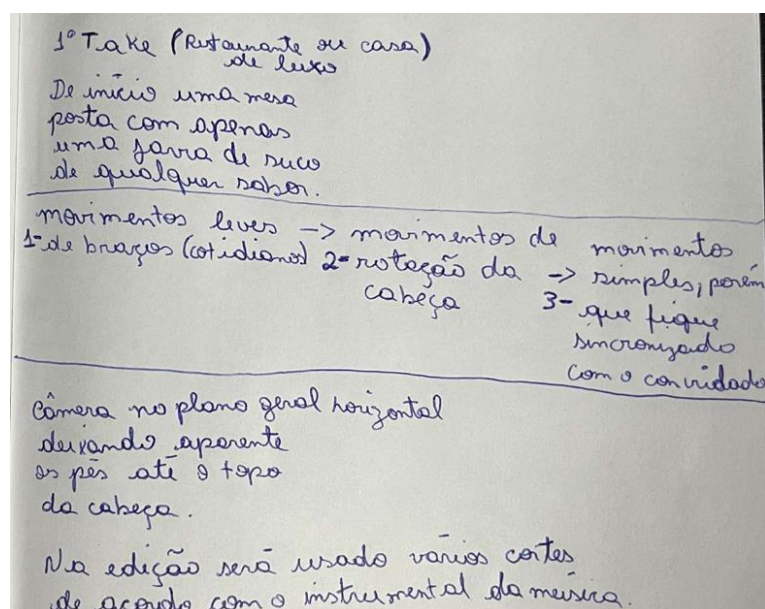 1º Take (Restaurante ou casa)
de luxo
De início uma mesa
posta com apenas
uma jarra de suco
de qualquer sabor.
movimentos leves -> movimentos de movimentos
1- de braços (cotidianos) 2- rotação da -> simples, porém
cabeça 3- que fique
sincronizado
com o convidado
Câmera no plano geral horizontal
deixando aparente
os pés até o topo
da cabeça.
Na edição será usado vários cortes
de acordo com o instrumental da música.